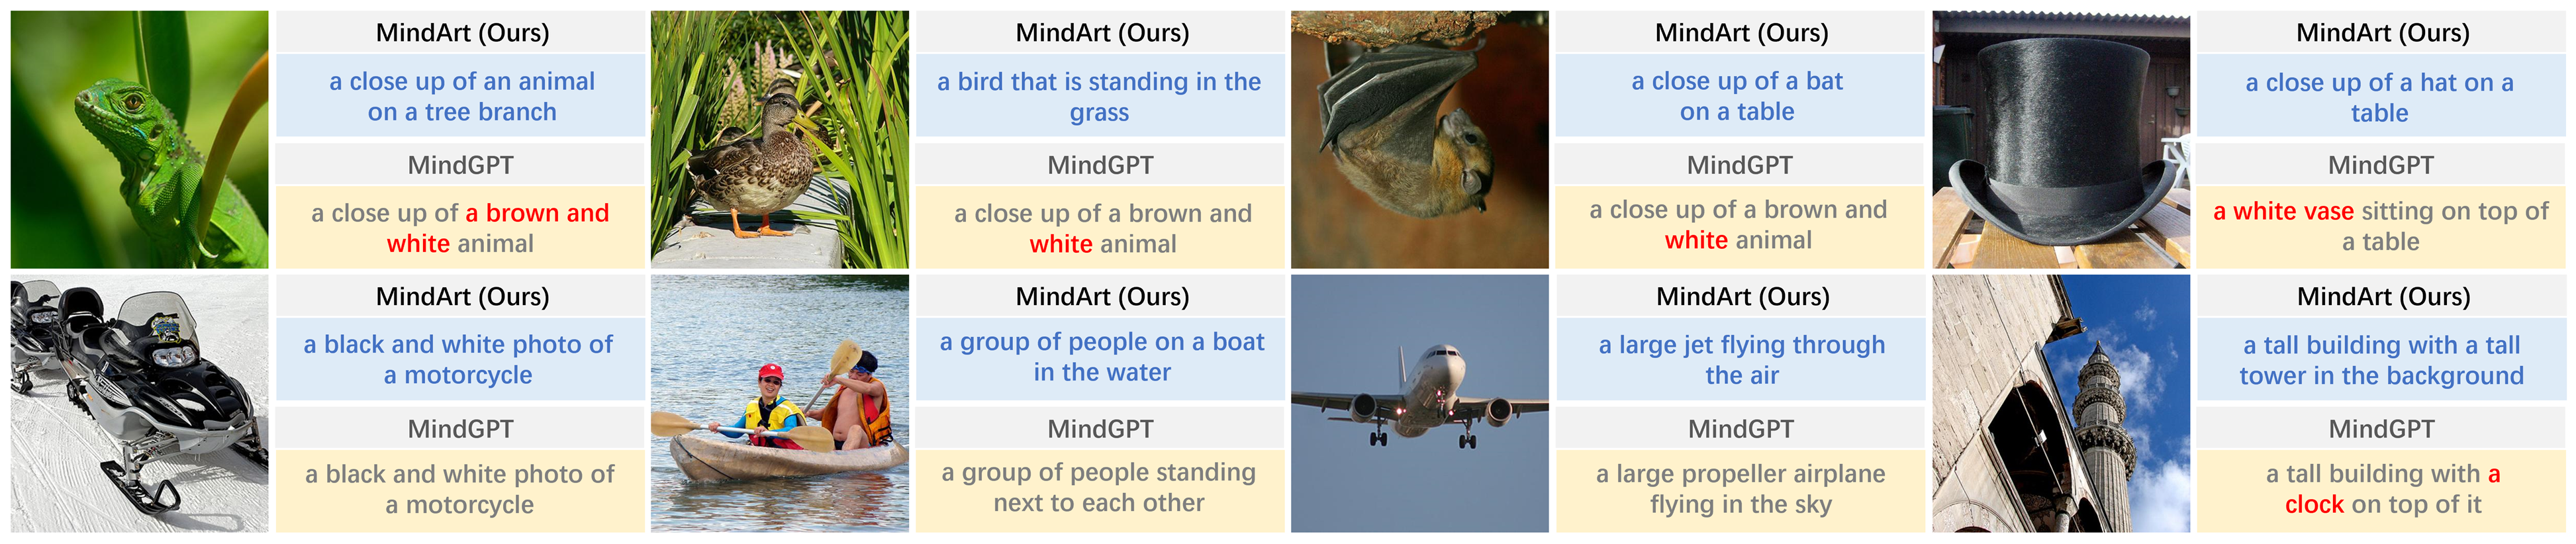 MindArt (Ours)
a close up of an animal
on a tree branch
MindGPT
a close up of a brown and
white animal
MindArt (Ours)
a bird that is standing in the
grass
MindGPT
a close up of a brown and
white animal
MindArt (Ours)
a close up of a bat
on a table
MindGPT
a close up of a brown and
white animal
MindArt (Ours)
a close up of a hat on a
table
MindGPT
a white vase sitting on top of
a table
MindArt (Ours)
a black and white photo of
a motorcycle
MindGPT
a black and white photo of
a motorcycle
MindArt (Ours)
a group of people on a boat
in the water
MindGPT
a group of people standing
next to each other
MindArt (Ours)
a large jet flying through
the air
MindGPT
a large propeller airplane
flying in the sky
MindArt (Ours)
a tall building with a tall
tower in the background
MindGPT
a tall building with a
clock on top of it